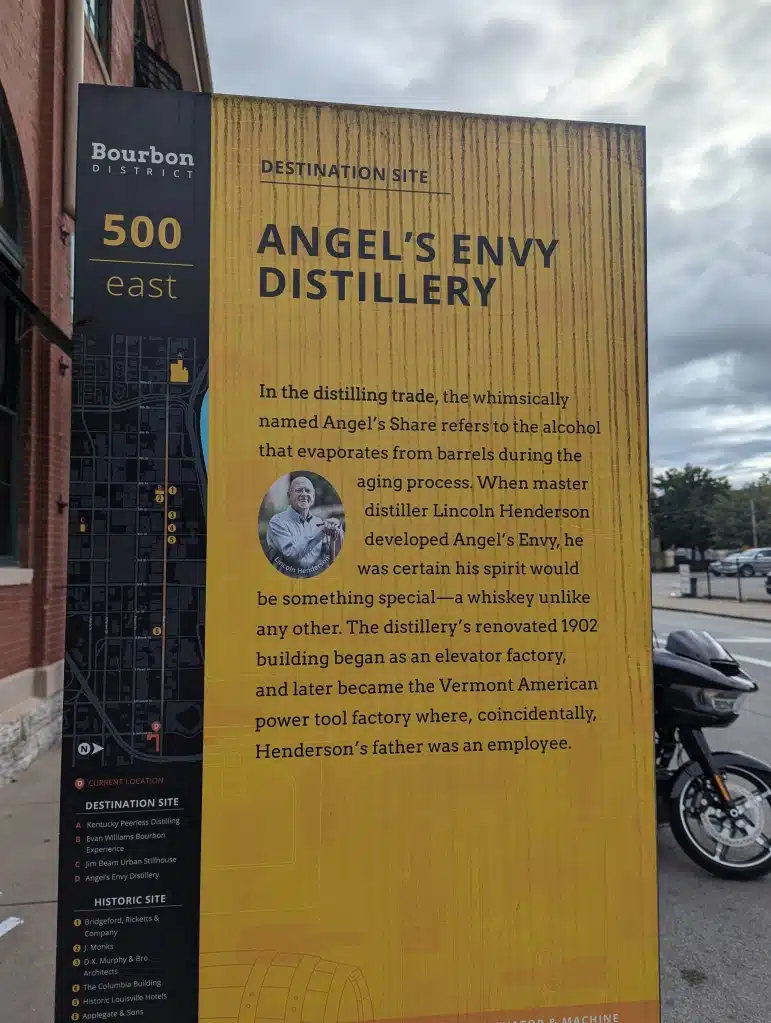 Bourbon
DISTRICT
500
east
N
D CURRENT LOCATION
DESTINATION SITE
A Kentucky Peerless Distilling
B Evan Williams Bourbon
Experience
C Jim Beam Urban Stillhouse
D Angel's Envy Distillery
HISTORIC SITE
1 Bridgeford, Ricketts &
Company
2 J. Monks
3 D.X. Murphy & Bro.
Architects
4 The Columbia Building
5 Historic Louisville Hotels
6 Applegate & Sons
DESTINATION SITE
ANGEL'S ENVY
DISTILLERY
In the distilling trade, the whimsically
named Angel's Share refers to the alcohol
that evaporates from barrels during the
aging process. When master
distiller Lincoln Henderson
developed Angel's Envy, he
was certain his spirit would
be something special—a whiskey unlike
any other. The distillery's renovated 1902
building began as an elevator factory,
and later became the Vermont American
power tool factory where, coincidentally,
Henderson's father was an employee.
Lincoln Henderson
& MACHINE